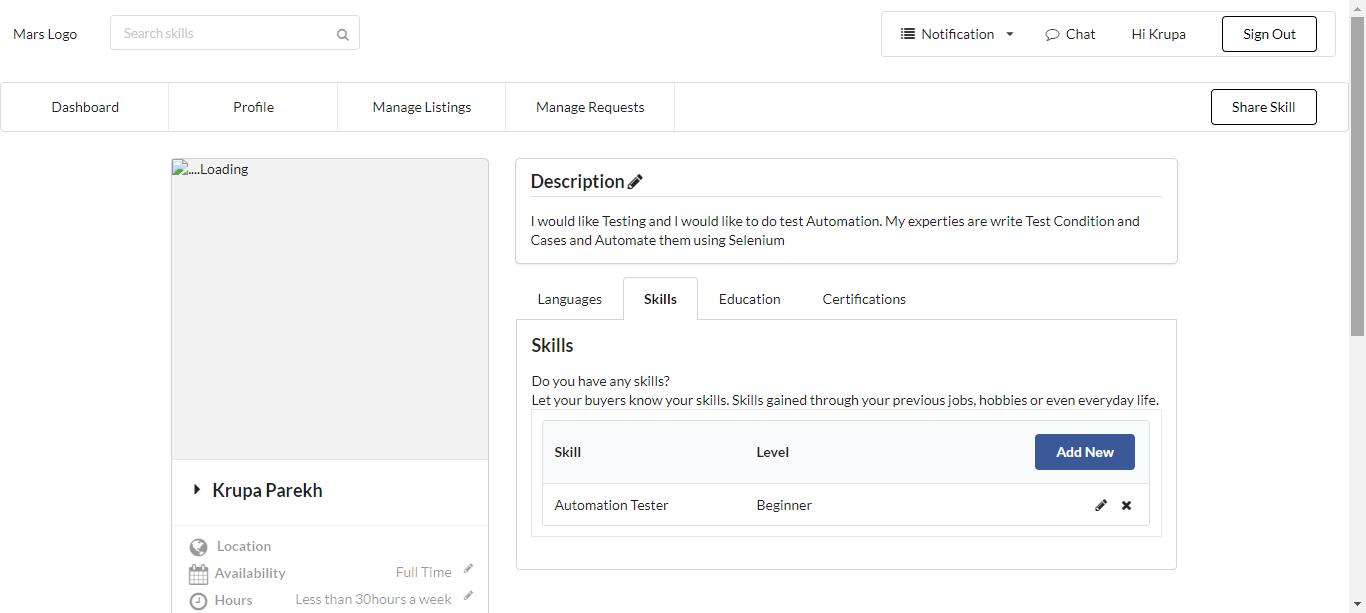 Mars Logo
Search skills
Notification
Chat
Hi Krupa
Sign Out
Dashboard
Profile
Manage Listings
Manage Requests
Share Skill
....Loading
Krupa Parekh
Location
Availability
Full Time
Hours
Less than 30hours a week
Description
I would like Testing and I would like to do test Automation. My experties are write Test Condition and
Cases and Automate them using Selenium
Languages
Skills
Education
Certifications
Skills
Do you have any skills?
Let your buyers know your skills. Skills gained through your previous jobs, hobbies or even everyday life.
Skill
Level
Add New
Automation Tester
Beginner